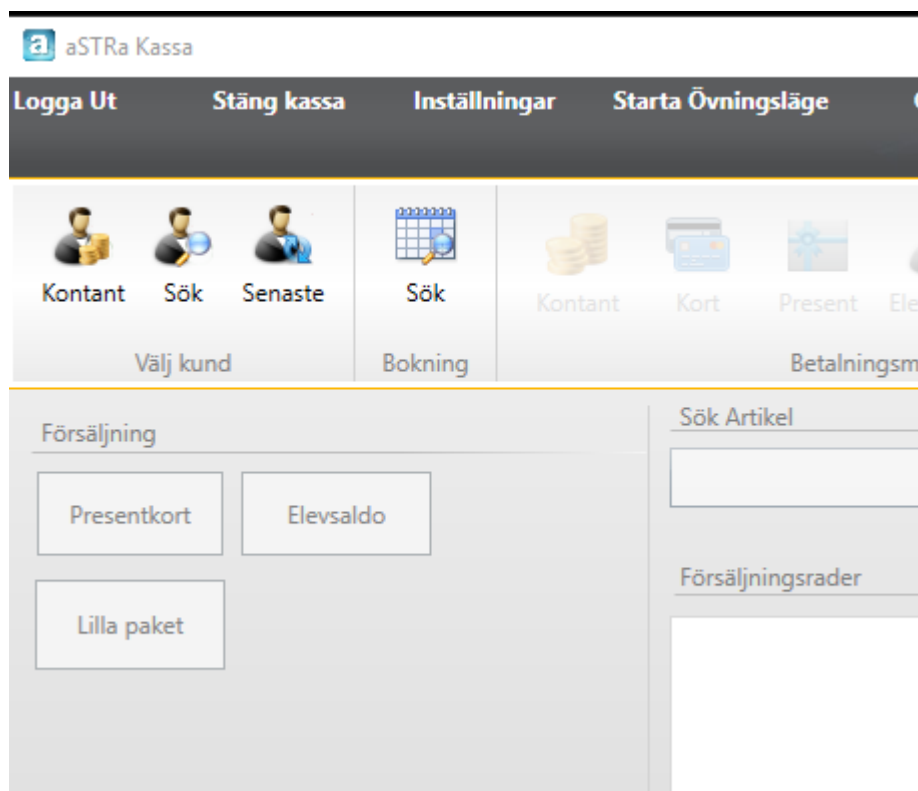 aSTRa Kassa
Logga Ut Stäng kassa Inställningar Starta Övningsläge
Kontant Sök Senaste Sök Kontant Kort Present
Välj kund Bokning
Försäljning
Sök Artikel
Presentkort Elevsaldo
Försäljningsrader
Lilla paket